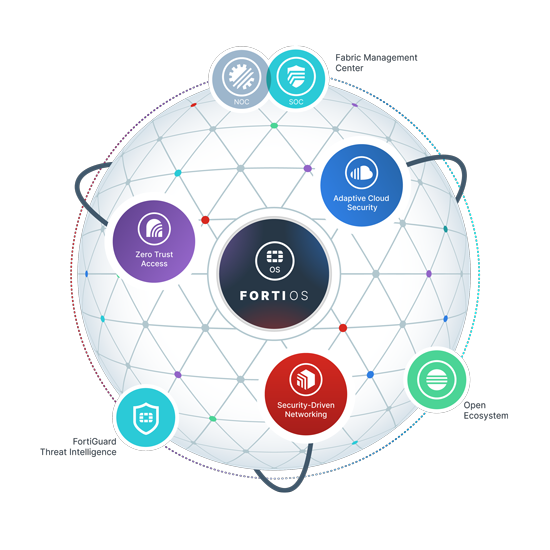 Fabric Management
Center
NOC
SOC
Adaptive Cloud
Security
Zero Trust
Access
OS
FORTIOS
Security-Driven
Networking
Open
Ecosystem
FortiGuard
Threat Intelligence